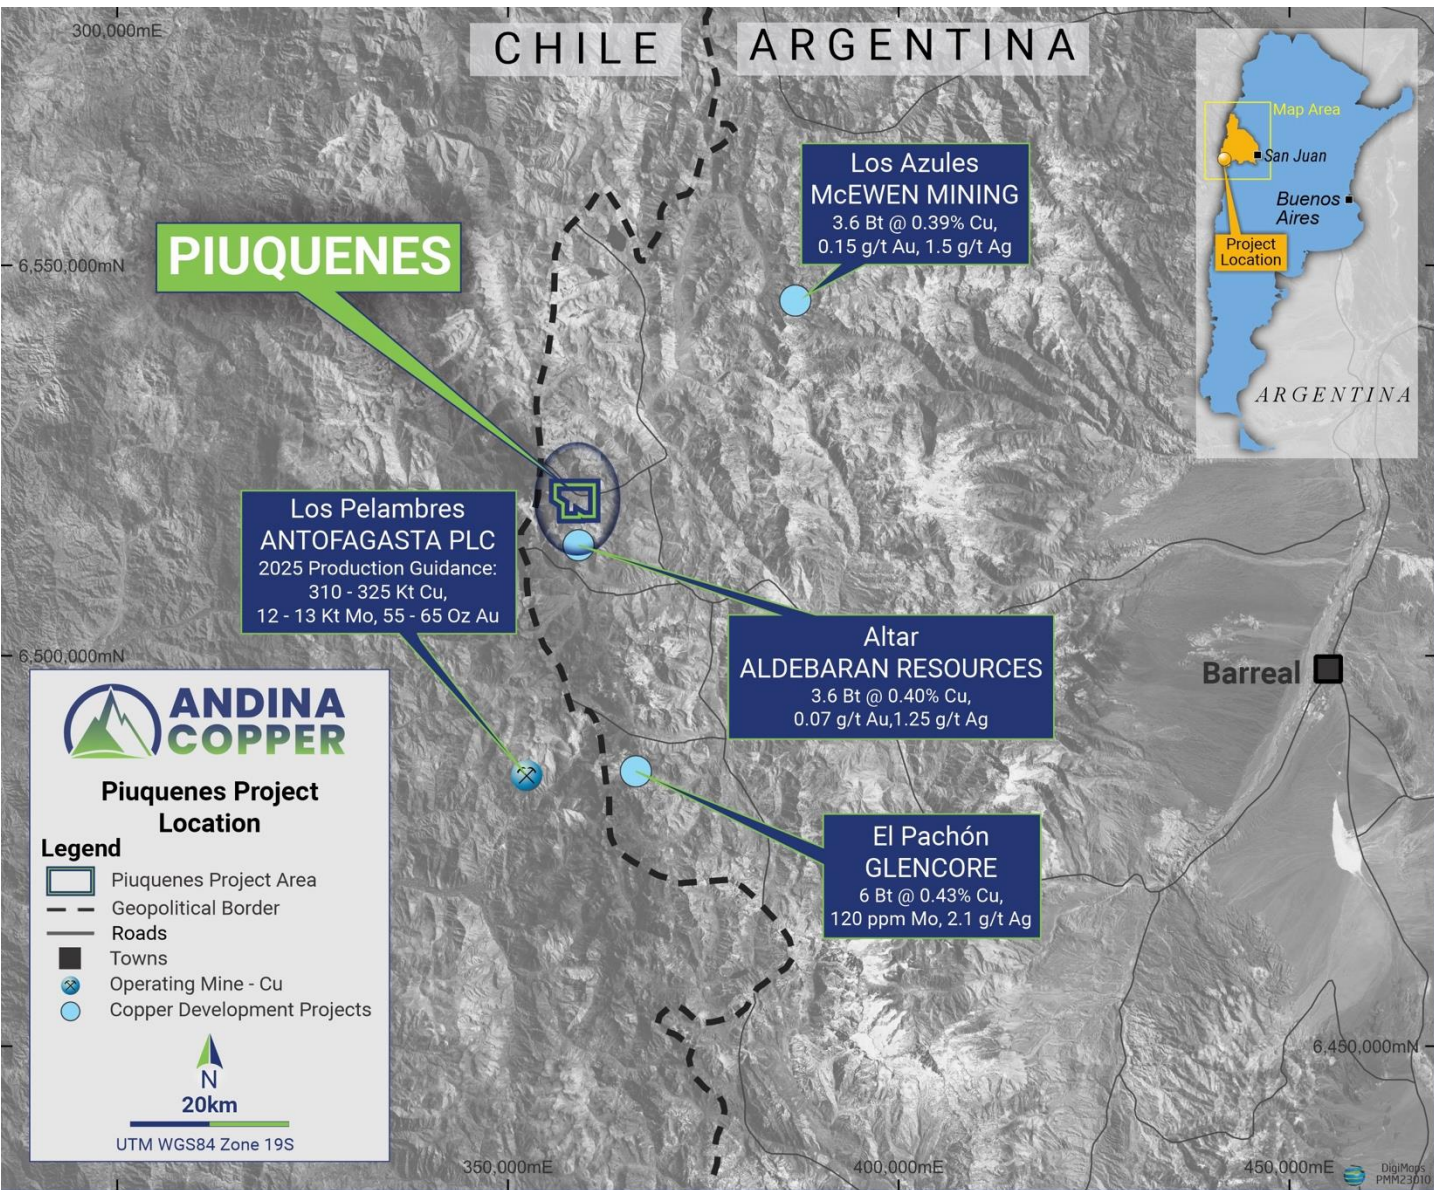 300,000mE
CHILE
ARGENTINA
Map Area
San Juan
Buenos
Aires
Project
Location
ARGENTINA
Los Azules
McEWEN MINING
3.6 Bt @ 0.39% Cu,
0.15 g/t Au, 1.5 g/t Ag
PIUQUENES
6,550,000mN
Los Pelambres
ANTOFAGASTA PLC
2025 Production Guidance:
310 - 325 Kt Cu,
12 - 13 Kt Mo, 55 - 65 Oz Au
Altar
ALDEBARAN RESOURCES
3.6 Bt @ 0.40% Cu,
0.07 g/t Au,1.25 g/t Ag
6,500,000mN
Barreal
El Pachón
GLENCORE
6 Bt @ 0.43% Cu,
120 ppm Mo, 2.1 g/t Ag
ANDINA
COPPER
Piuquenes Project
Location
Legend
Piuquenes Project Area
Geopolitical Border
Roads
Towns
Operating Mine - Cu
Copper Development Projects
N
20km
UTM WGS84 Zone 19S
6,450,000mN
350,000mE
400,000mE
450,000mE
DigiMaps
PMM23010